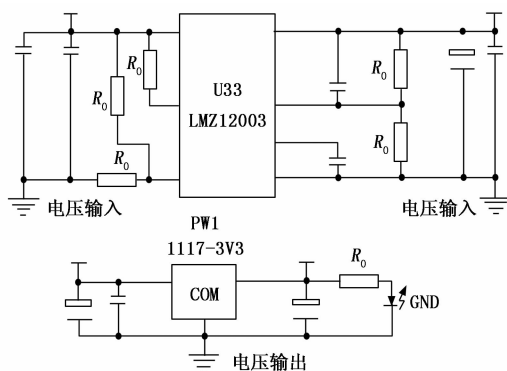 U33
LMZ12003
R₀
R₀
R₀
R₀
R₀
电压输入
电压输入
PW1
1117-3V3
COM
R₀
GND
电压输出